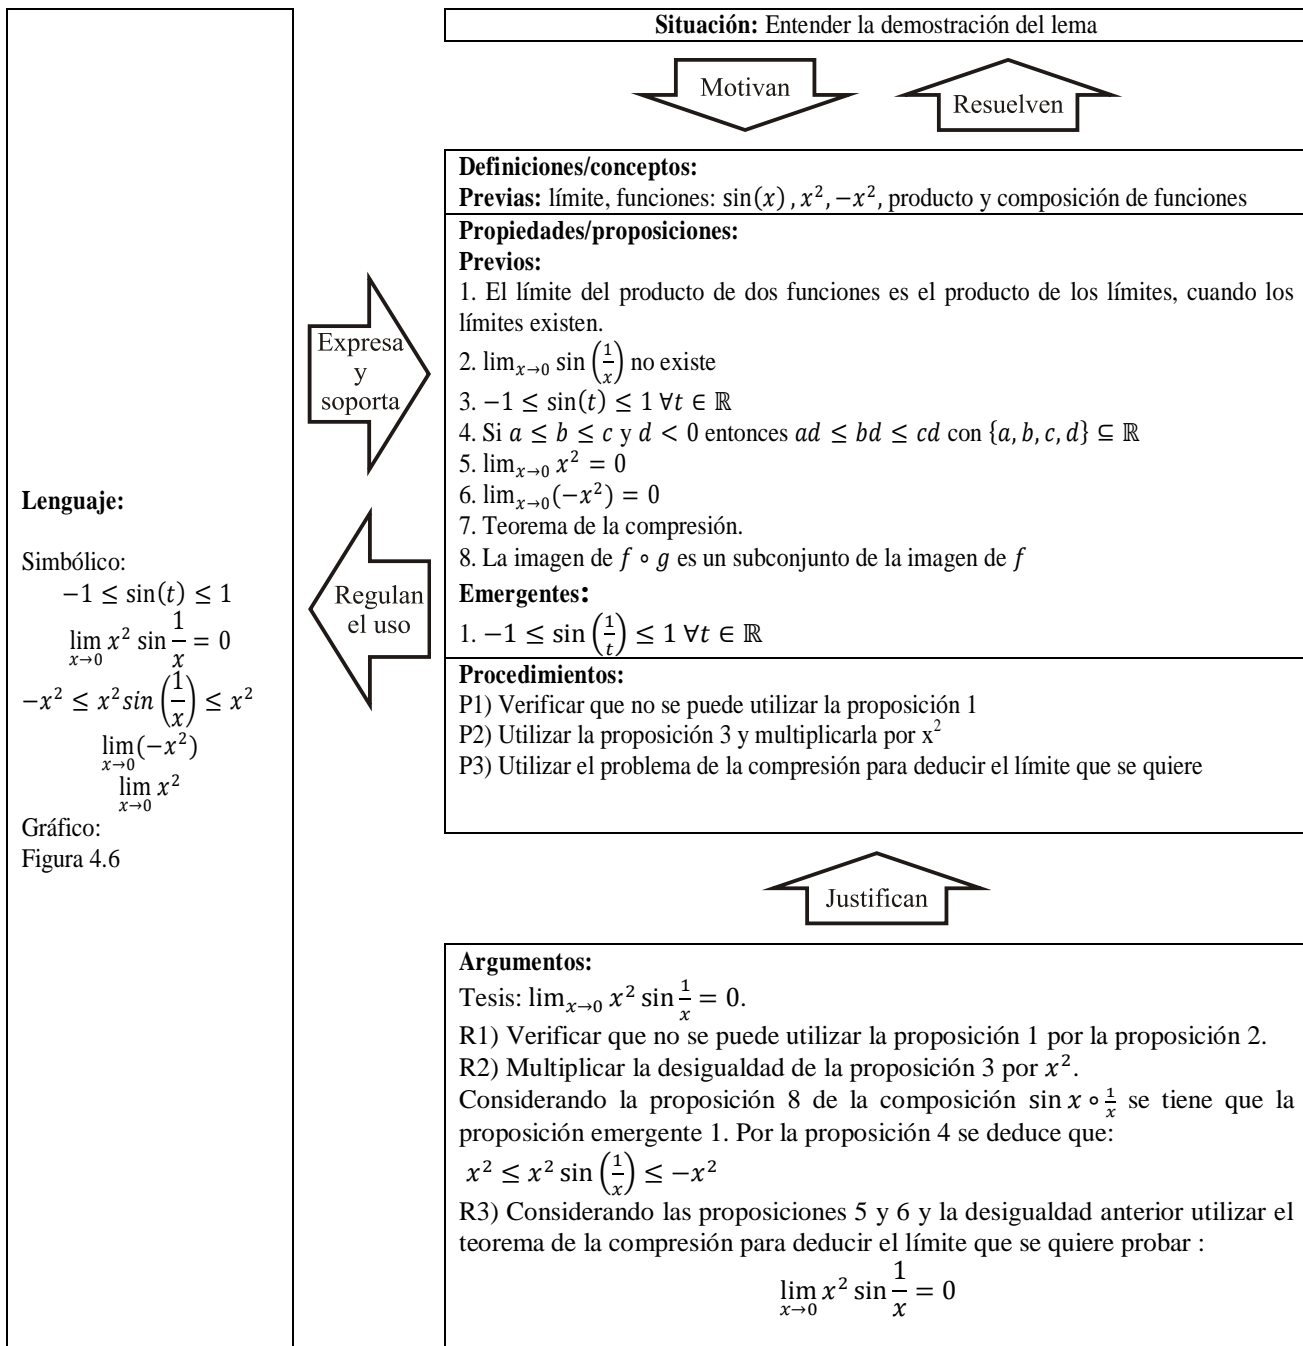 Situación: Entender la demostración del lema
Motivan
Resuelven
Definiciones/conceptos:
Previas: límite, funciones: sin(𝑥) , 𝑥², −𝑥², producto y composición de funciones
Propiedades/proposiciones:
Previos:
1. El límite del producto de dos funciones es el producto de los límites, cuando los
límites existen.
2. lim𝑥→0 sin (1/𝑥) no existe
3. −1 ≤ sin(𝑡) ≤ 1 ∀𝑡 ∈ ℝ
4. Si 𝑎 ≤ 𝑏 ≤ 𝑐 y 𝑑 < 0 entonces 𝑎𝑑 ≤ 𝑏𝑑 ≤ 𝑐𝑑 con {𝑎, 𝑏, 𝑐, 𝑑} ⊆ ℝ
5. lim𝑥→0 𝑥² = 0
6. lim𝑥→0(−𝑥²) = 0
7. Teorema de la compresión.
8. La imagen de 𝑓 ∘ 𝑔 es un subconjunto de la imagen de 𝑓
Emergentes:
1. −1 ≤ sin (1/𝑡) ≤ 1 ∀𝑡 ∈ ℝ
Procedimientos:
P1) Verificar que no se puede utilizar la proposición 1
P2) Utilizar la proposición 3 y multiplicarla por x²
P3) Utilizar el problema de la compresión para deducir el límite que se quiere
Expresa
y
soporta
Regulan
el uso
Lenguaje:
Simbólico:
−1 ≤ sin(𝑡) ≤ 1
lim𝑥→0 𝑥² sin 1/𝑥 = 0
−𝑥² ≤ 𝑥²𝑠𝑖𝑛 (1/𝑥) ≤ 𝑥²
lim𝑥→0(−𝑥²)
lim𝑥→0 𝑥²
Gráfico:
Figura 4.6
Justifican
Argumentos:
Tesis: lim𝑥→0 𝑥² sin 1/𝑥 = 0.
R1) Verificar que no se puede utilizar la proposición 1 por la proposición 2.
R2) Multiplicar la desigualdad de la proposición 3 por 𝑥².
Considerando la proposición 8 de la composición sin 𝑥 ∘ 1/𝑥 se tiene que la
proposición emergente 1. Por la proposición 4 se deduce que:
𝑥² ≤ 𝑥² sin (1/𝑥) ≤ −𝑥²
R3) Considerando las proposiciones 5 y 6 y la desigualdad anterior utilizar el
teorema de la compresión para deducir el límite que se quiere probar :
lim𝑥→0 𝑥² sin 1/𝑥 = 0